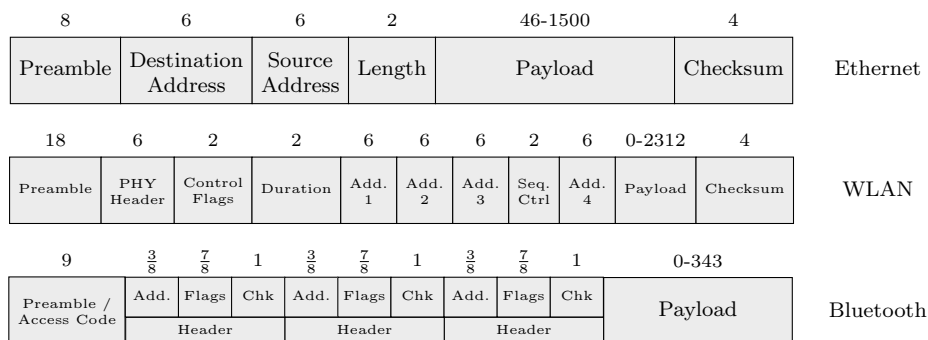 8 6 6 2 46-1500 4
Preamble Destination Address Source Address Length Payload Checksum Ethernet
18 6 2 2 6 6 6 2 6 0-2312 4
Preamble PHY Header Control Flags Duration Add. 1 Add. 2 Add. 3 Seq. Ctrl Add. 4 Payload Checksum WLAN
9 3/8 7/8 1 3/8 7/8 1 3/8 7/8 1 0-343
Preamble / Access Code Add. Flags Chk Add. Flags Chk Add. Flags Chk Payload Bluetooth
Header Header Header